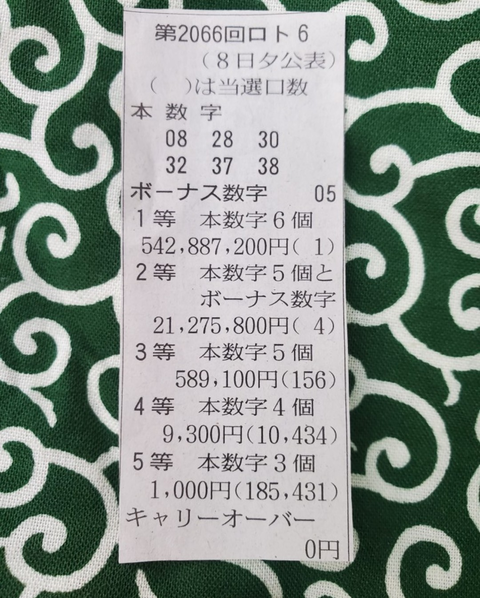 第2066回ロト6
（8日夕公表）
（　）は当選口数
本 数 字
08 28 30
32 37 38
ボーナス数字 05
1等 本数字6個
542,887,200円( 1)
2等 本数字5個と
ボーナス数字
21,275,800円( 4)
3等 本数字5個
589,100円(156)
4等 本数字4個
9,300円(10,434)
5等 本数字3個
1,000円(185,431)
キャリーオーバー
0円